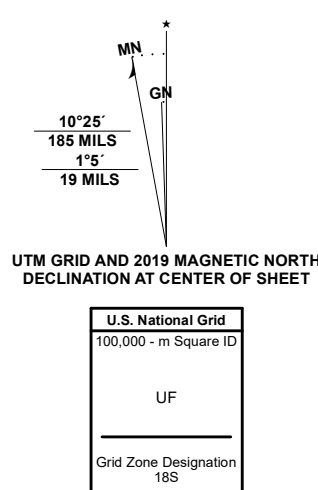 ★
MN
GN
10°25´
185 MILS
1°5´
19 MILS
UTM GRID AND 2019 MAGNETIC NORTH
DECLINATION AT CENTER OF SHEET
U.S. National Grid
100,000 - m Square ID
UF
Grid Zone Designation
18S